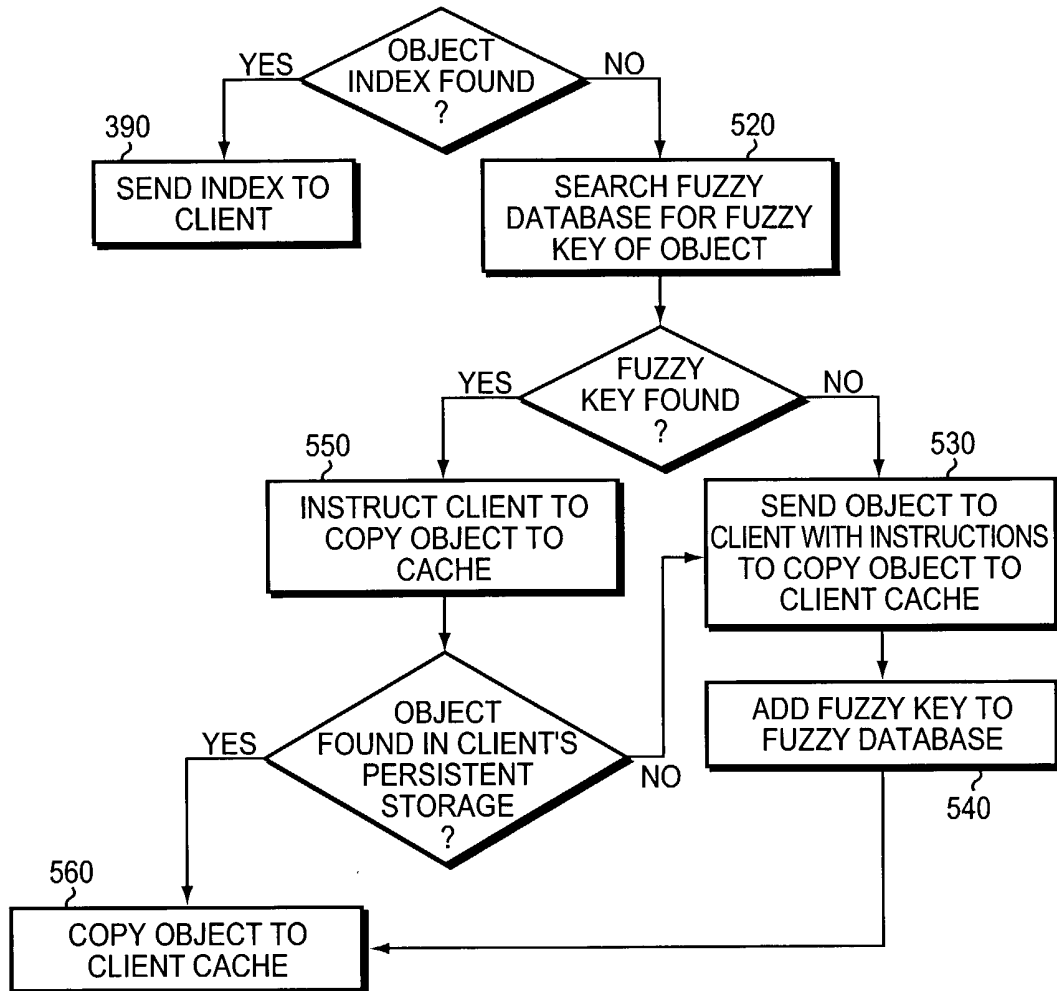 OBJECT
INDEX FOUND
?
YES
NO
390
SEND INDEX TO
CLIENT
520
SEARCH FUZZY
DATABASE FOR FUZZY
KEY OF OBJECT
FUZZY
KEY FOUND
?
YES
NO
550
INSTRUCT CLIENT TO
COPY OBJECT TO
CACHE
530
SEND OBJECT TO
CLIENT WITH INSTRUCTIONS
TO COPY OBJECT TO
CLIENT CACHE
OBJECT
FOUND IN CLIENT'S
PERSISTENT
STORAGE
?
YES
NO
ADD FUZZY KEY TO
FUZZY DATABASE
540
560
COPY OBJECT TO
CLIENT CACHE